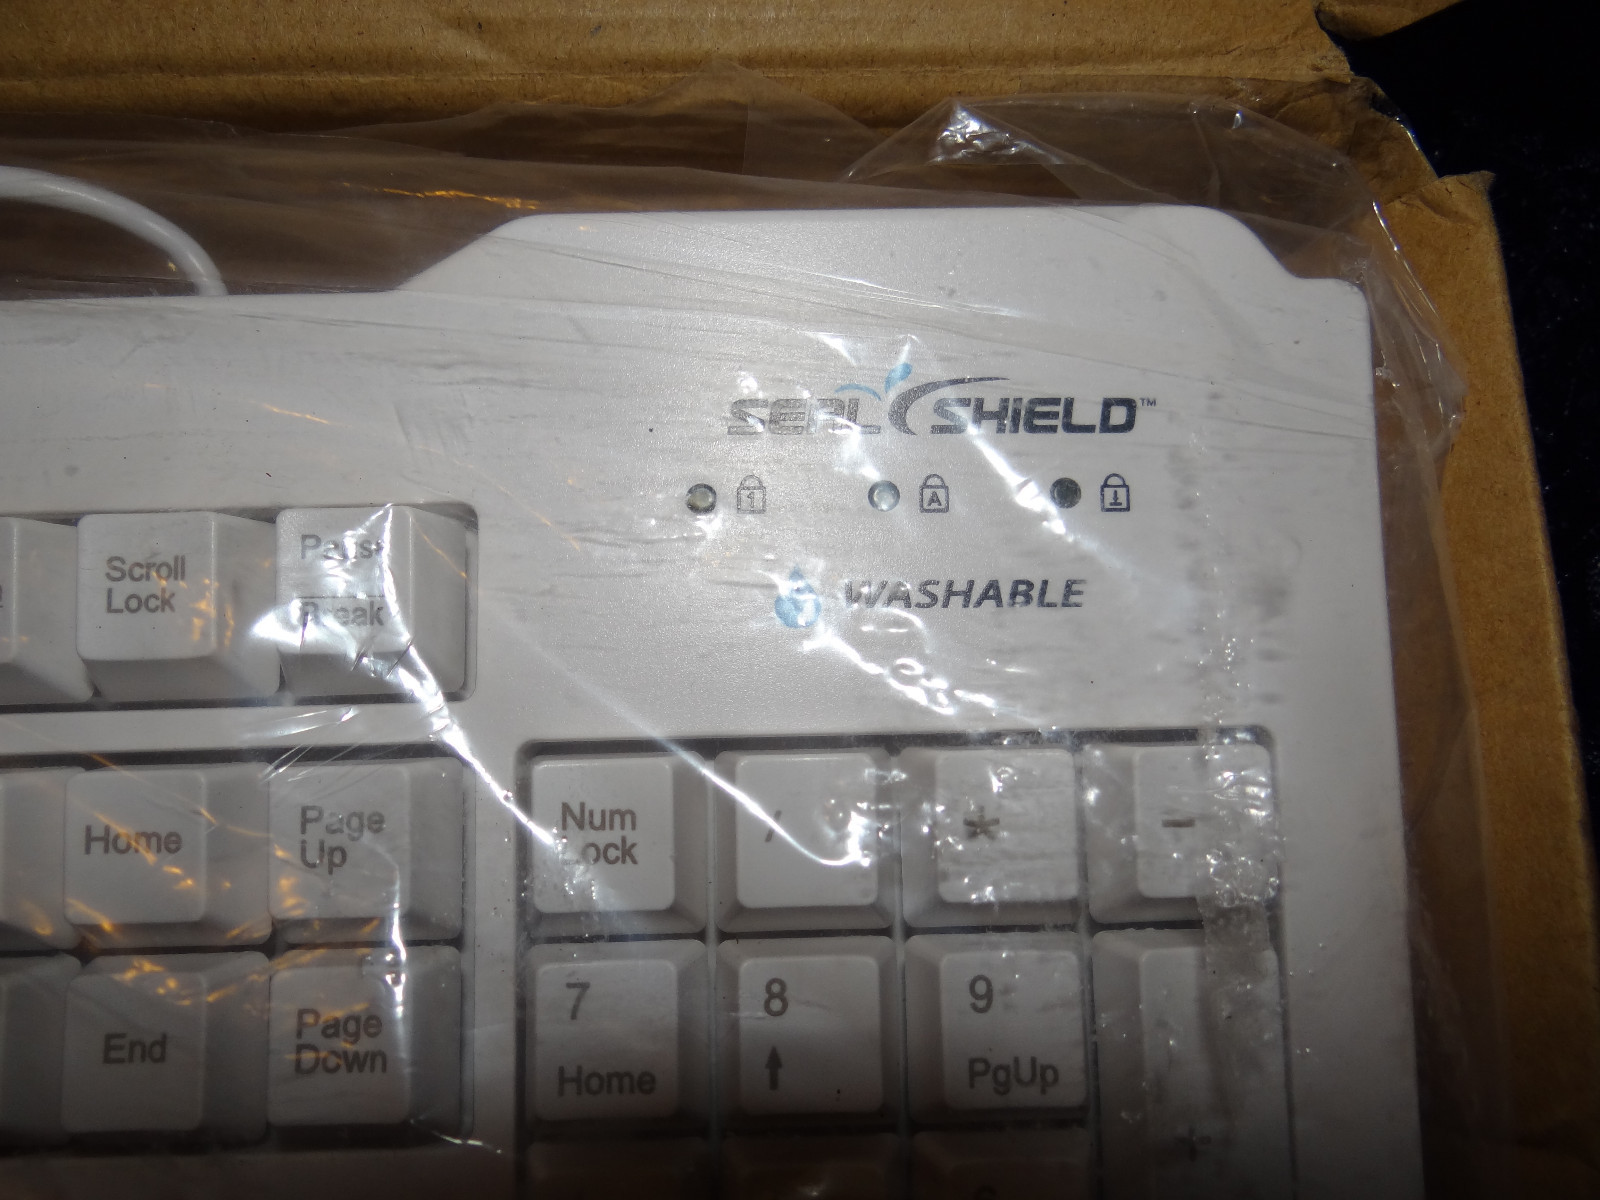 SEAL SHIELD™
1
A
WASHABLE
Scroll
Lock
Pause
Break
Home
Page
Up
Num
Lock
/
*
-
End
Page
Down
7
Home
8
↑
9
PgUp
+